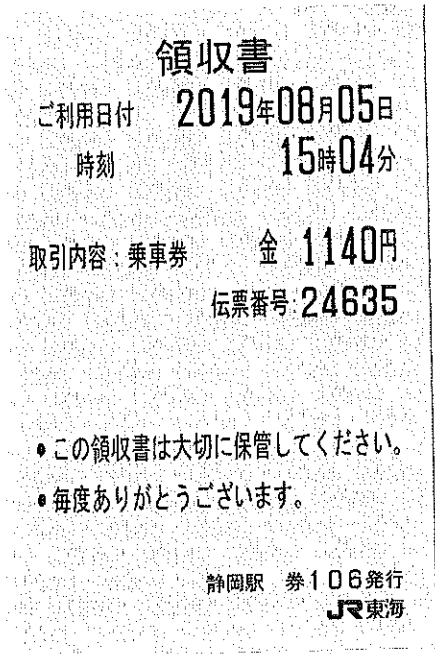 領収書
ご利用日付 2019年08月05日
時刻 15時04分
取引内容：乗車券 金 1140円
伝票番号 24635
•この領収書は大切に保管してください。
•毎度ありがとうございます。
静岡駅 券106発行
JR東海